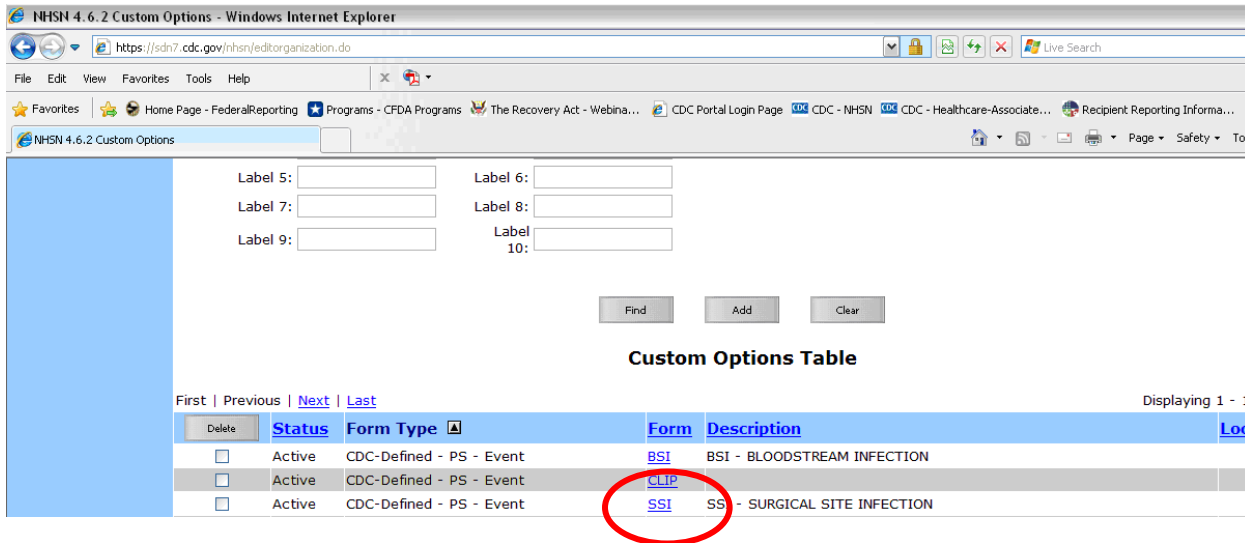 NHSN 4.6.2 Custom Options - Windows Internet Explorer
https://sdn7.cdc.gov/nhsn/editorganization.do Live Search
File Edit View Favorites Tools Help
Favorites Home Page - FederalReporting Programs - CFDA Programs The Recovery Act - Webina... CDC Portal Login Page CDC CDC - NHSN CDC CDC - Healthcare-Associate... Recipient Reporting Informa...
NHSN 4.6.2 Custom Options Page Safety To
Label 5: Label 6:
Label 7: Label 8:
Label 9: Label 10:
Find Add Clear
Custom Options Table
First | Previous | Next | Last Displaying 1 -
Delete Status Form Type Form Description Loc
Active CDC-Defined - PS - Event BSI BSI - BLOODSTREAM INFECTION
Active CDC-Defined - PS - Event CLIP
Active CDC-Defined - PS - Event SSI SSI - SURGICAL SITE INFECTION